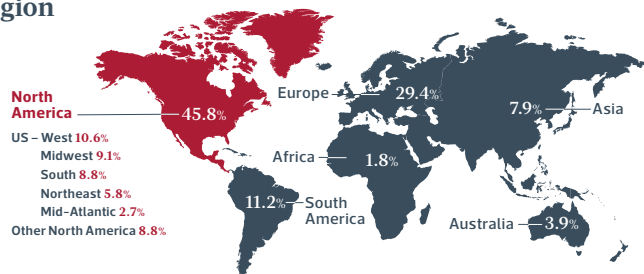 gion
North
America
45.8%
US – West 10.6%
Midwest 9.1%
South 8.8%
Northeast 5.8%
Mid-Atlantic 2.7%
Other North America 8.8%
Europe
29.4%
7.9%
Asia
Africa
1.8%
11.2%
South
America
Australia
3.9%